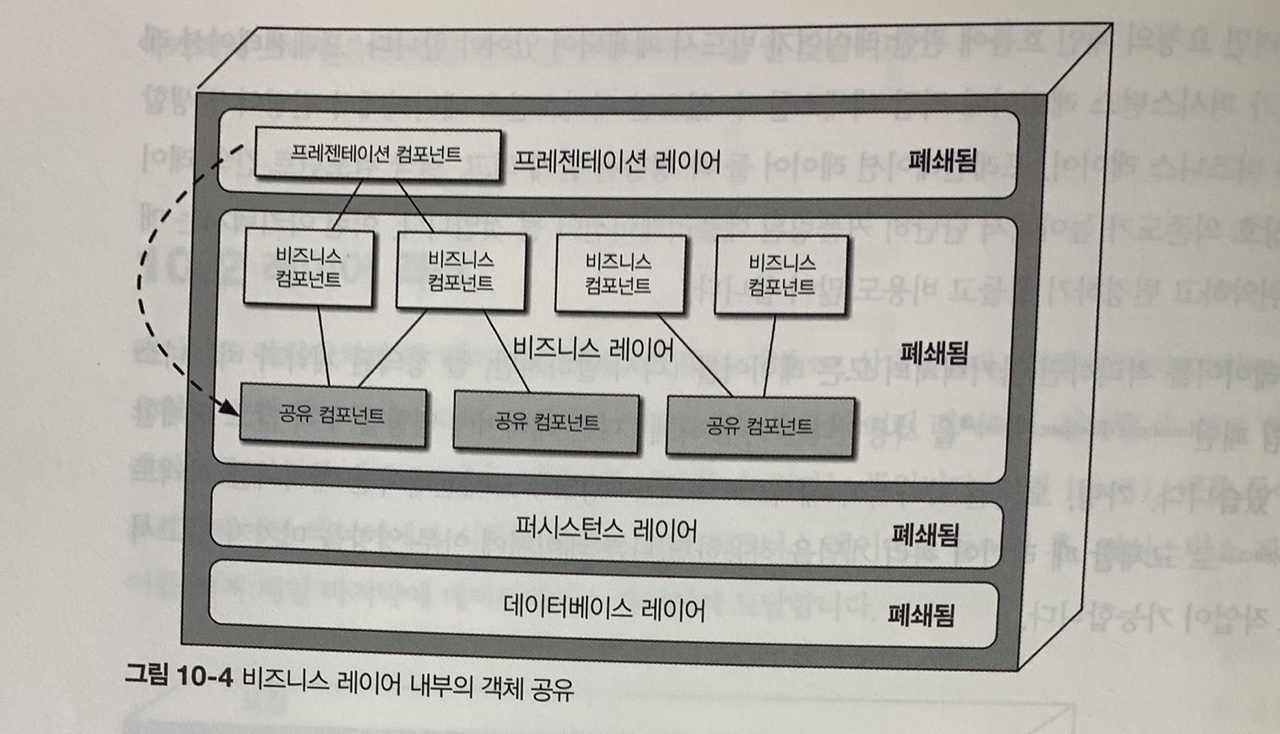 프레젠테이션 컴포넌트
프레젠테이션 레이어
폐쇄됨
비즈니스
컴포넌트
비즈니스
컴포넌트
비즈니스
컴포넌트
비즈니스
컴포넌트
비즈니스 레이어
폐쇄됨
공유 컴포넌트
공유 컴포넌트
공유 컴포넌트
퍼시스턴스 레이어
폐쇄됨
데이터베이스 레이어
폐쇄됨
그림 10-4 비즈니스 레이어 내부의 객체 공유